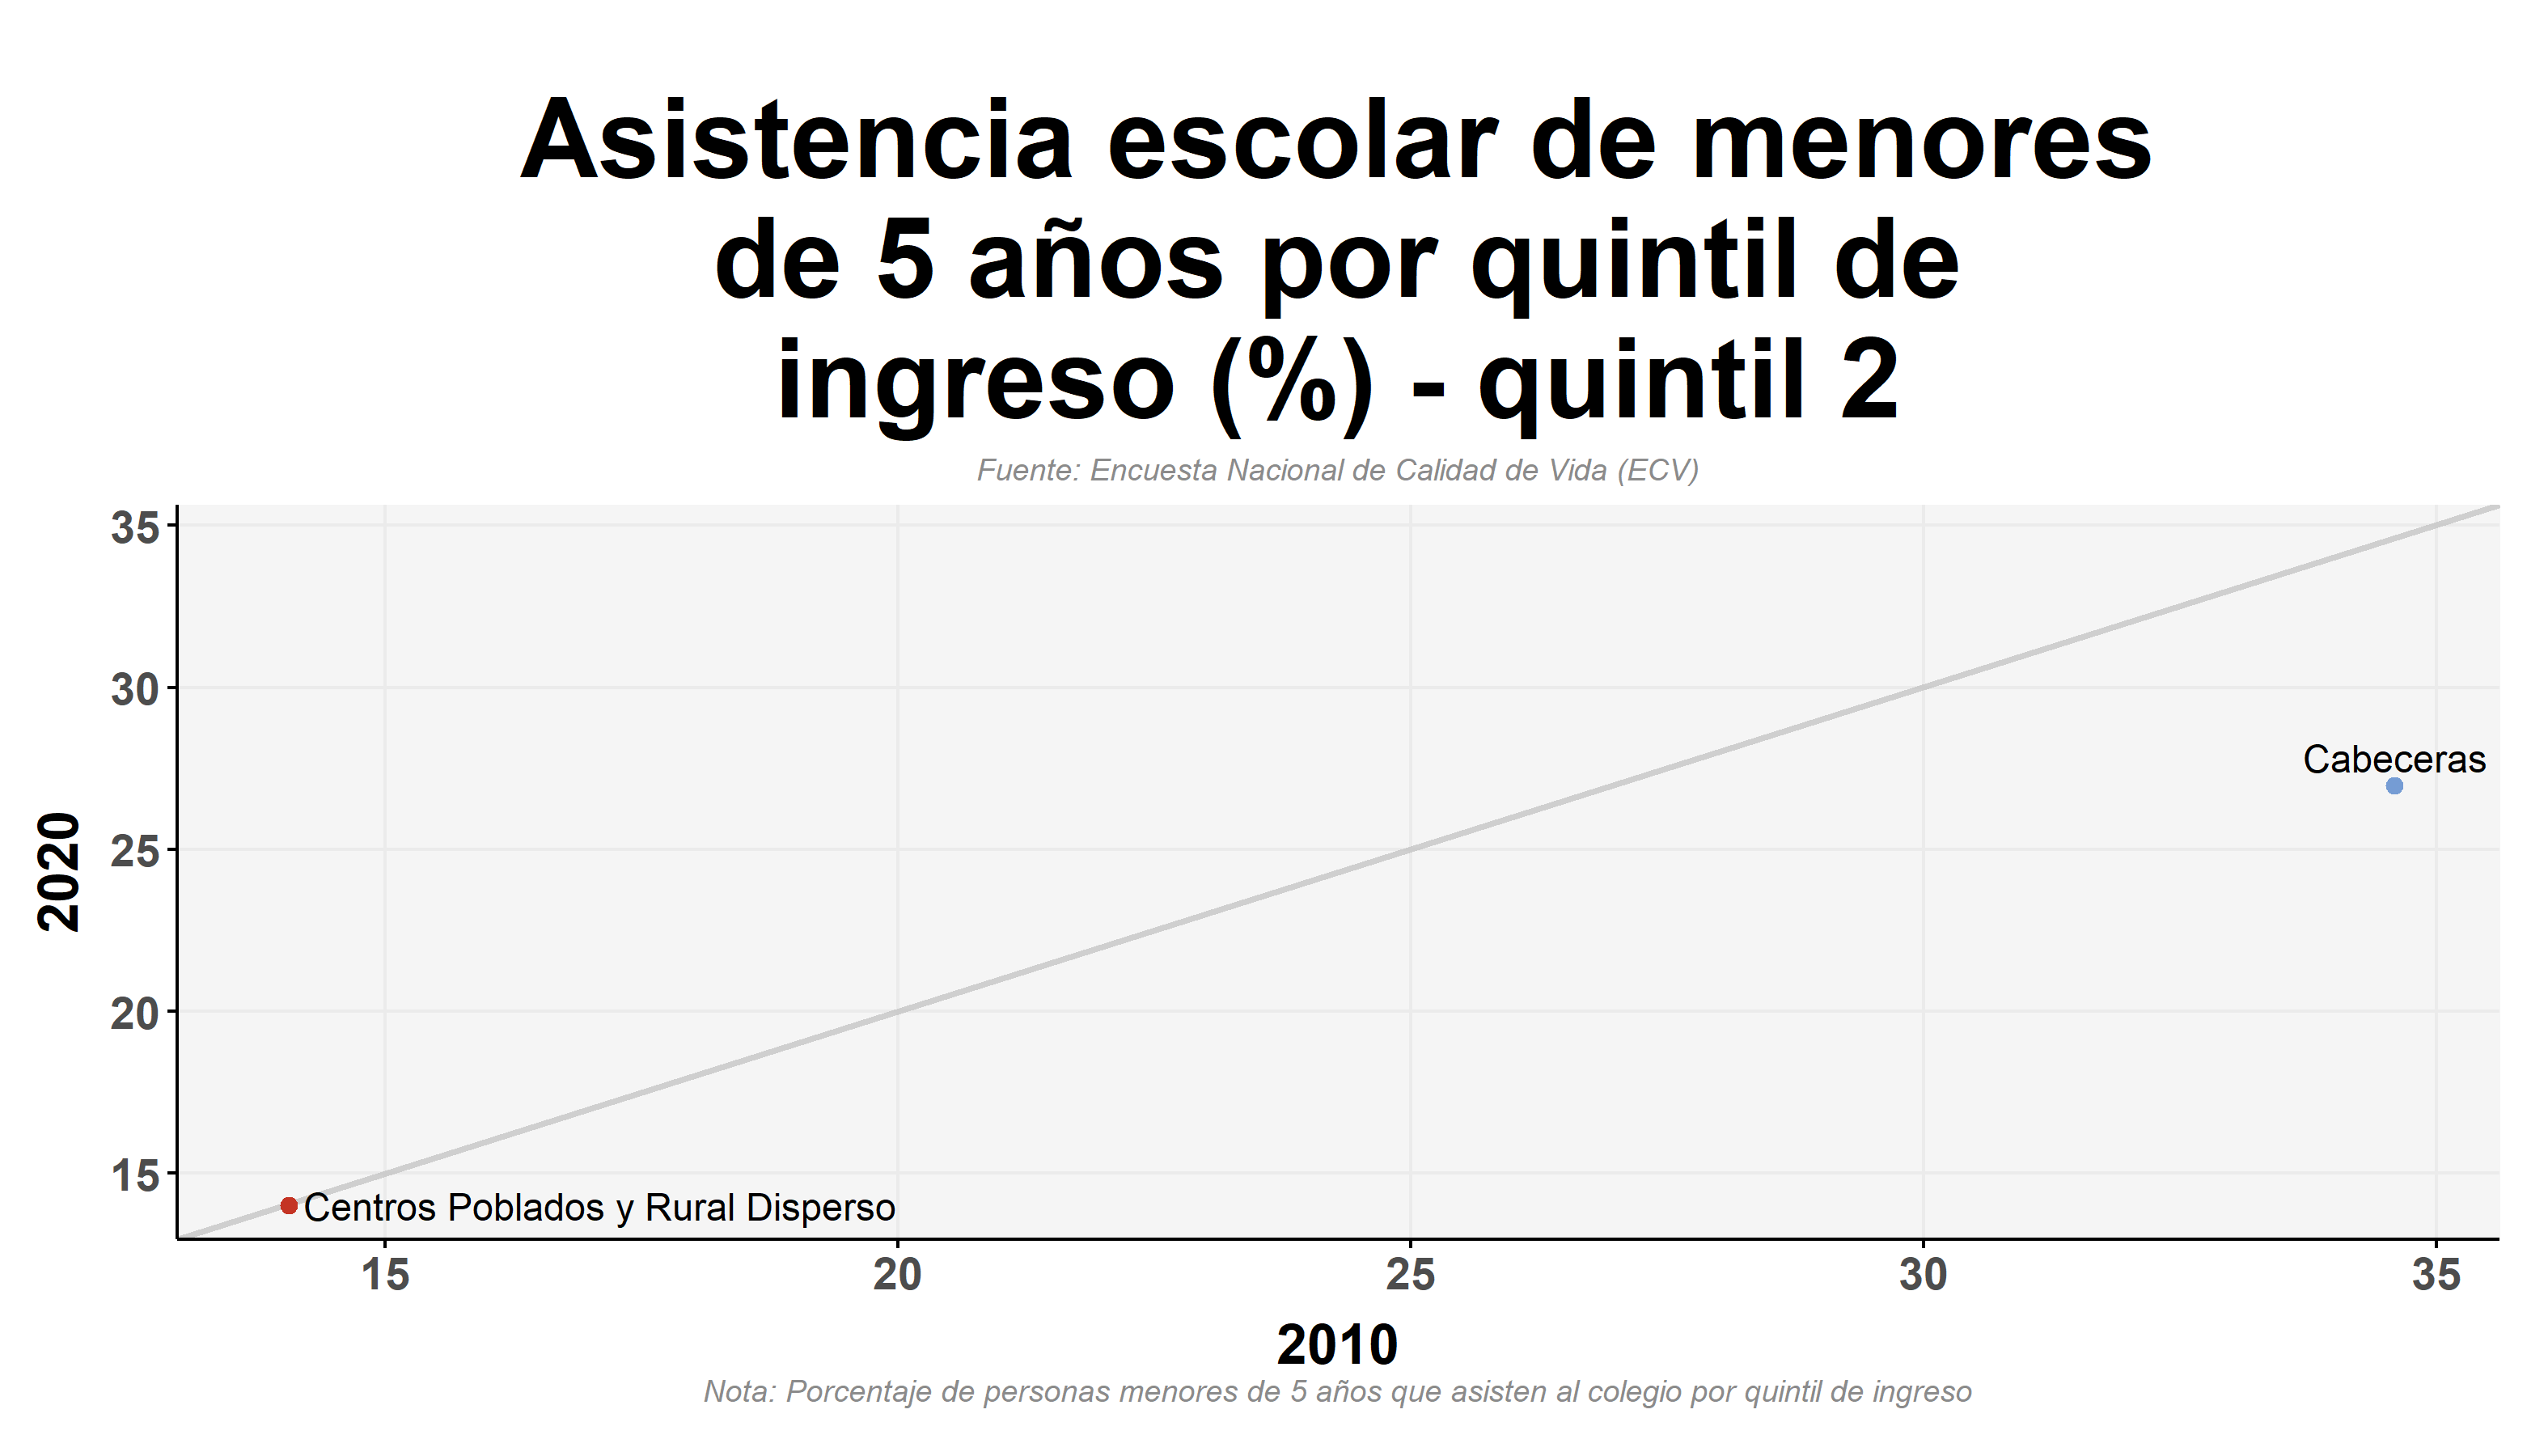 Asistencia escolar de menores
de 5 años por quintil de
ingreso (%) - quintil 2
Fuente: Encuesta Nacional de Calidad de Vida (ECV)
35
30
25
20
15
2020
Cabeceras
Centros Poblados y Rural Disperso
15 20 25 30 35
2010
Nota: Porcentaje de personas menores de 5 años que asisten al colegio por quintil de ingreso